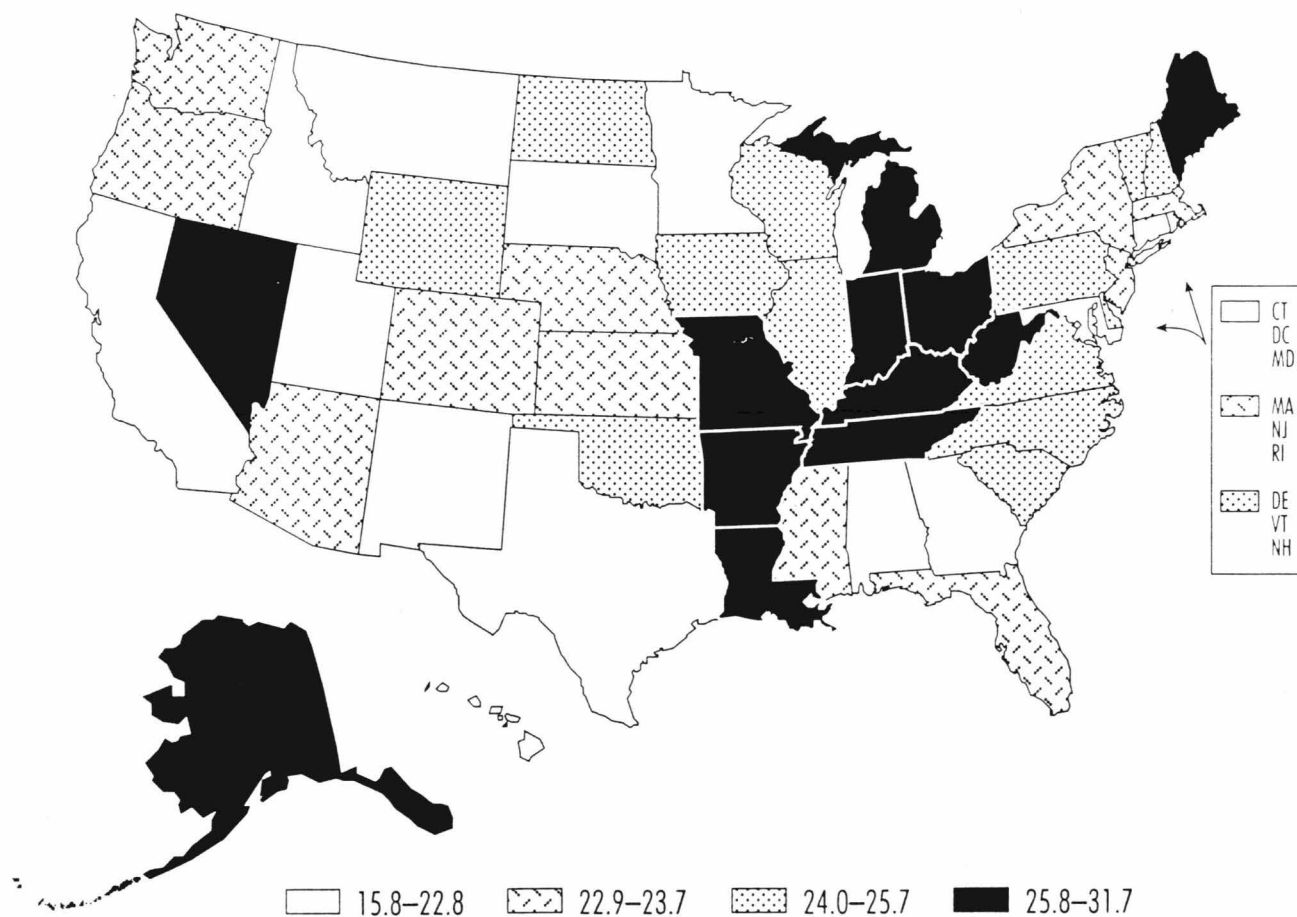 CT
DC
MD
MA
NJ
RI
DE
VT
NH
15.8–22.8 22.9–23.7 24.0–25.7 25.8–31.7